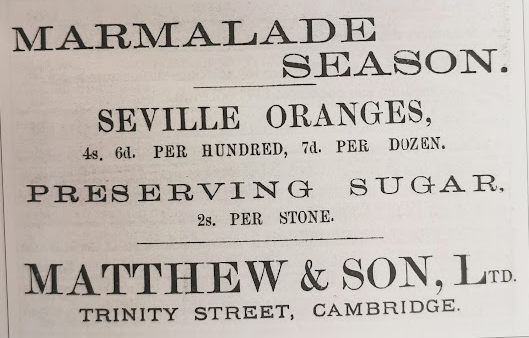 MARMALADE
SEASON.
SEVILLE ORANGES,
4s. 6d. PER HUNDRED, 7d. PER DOZEN.
PRESERVING SUGAR,
2s. PER STONE.
MATTHEW & SON, LTD.
TRINITY STREET, CAMBRIDGE.